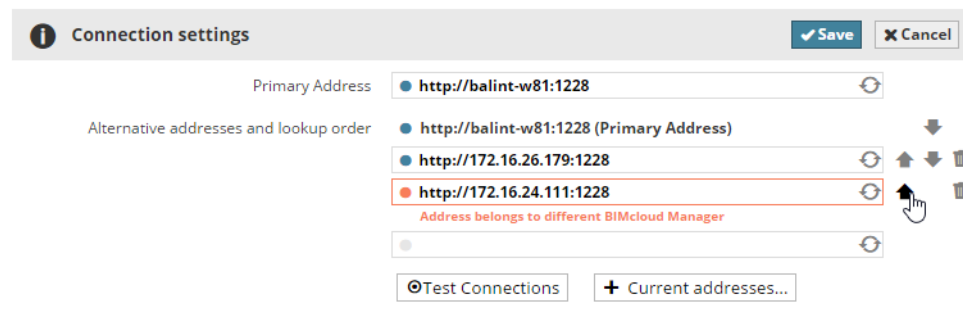 Connection settings
Save
Cancel
Primary Address
http://balint-w81:1228
Alternative addresses and lookup order
http://balint-w81:1228 (Primary Address)
http://172.16.26.179:1228
http://172.16.24.111:1228
Address belongs to different BIMcloud Manager
Test Connections
Current addresses...